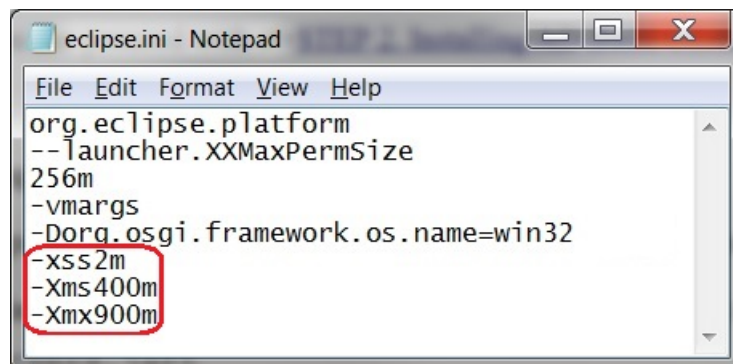 eclipse.ini - Notepad
File Edit Format View Help
org.eclipse.platform
--launcher.XXMaxPermSize
256m
-vmargs
-Dorg.osgi.framework.os.name=win32
-xss2m
-Xms400m
-Xmx900m